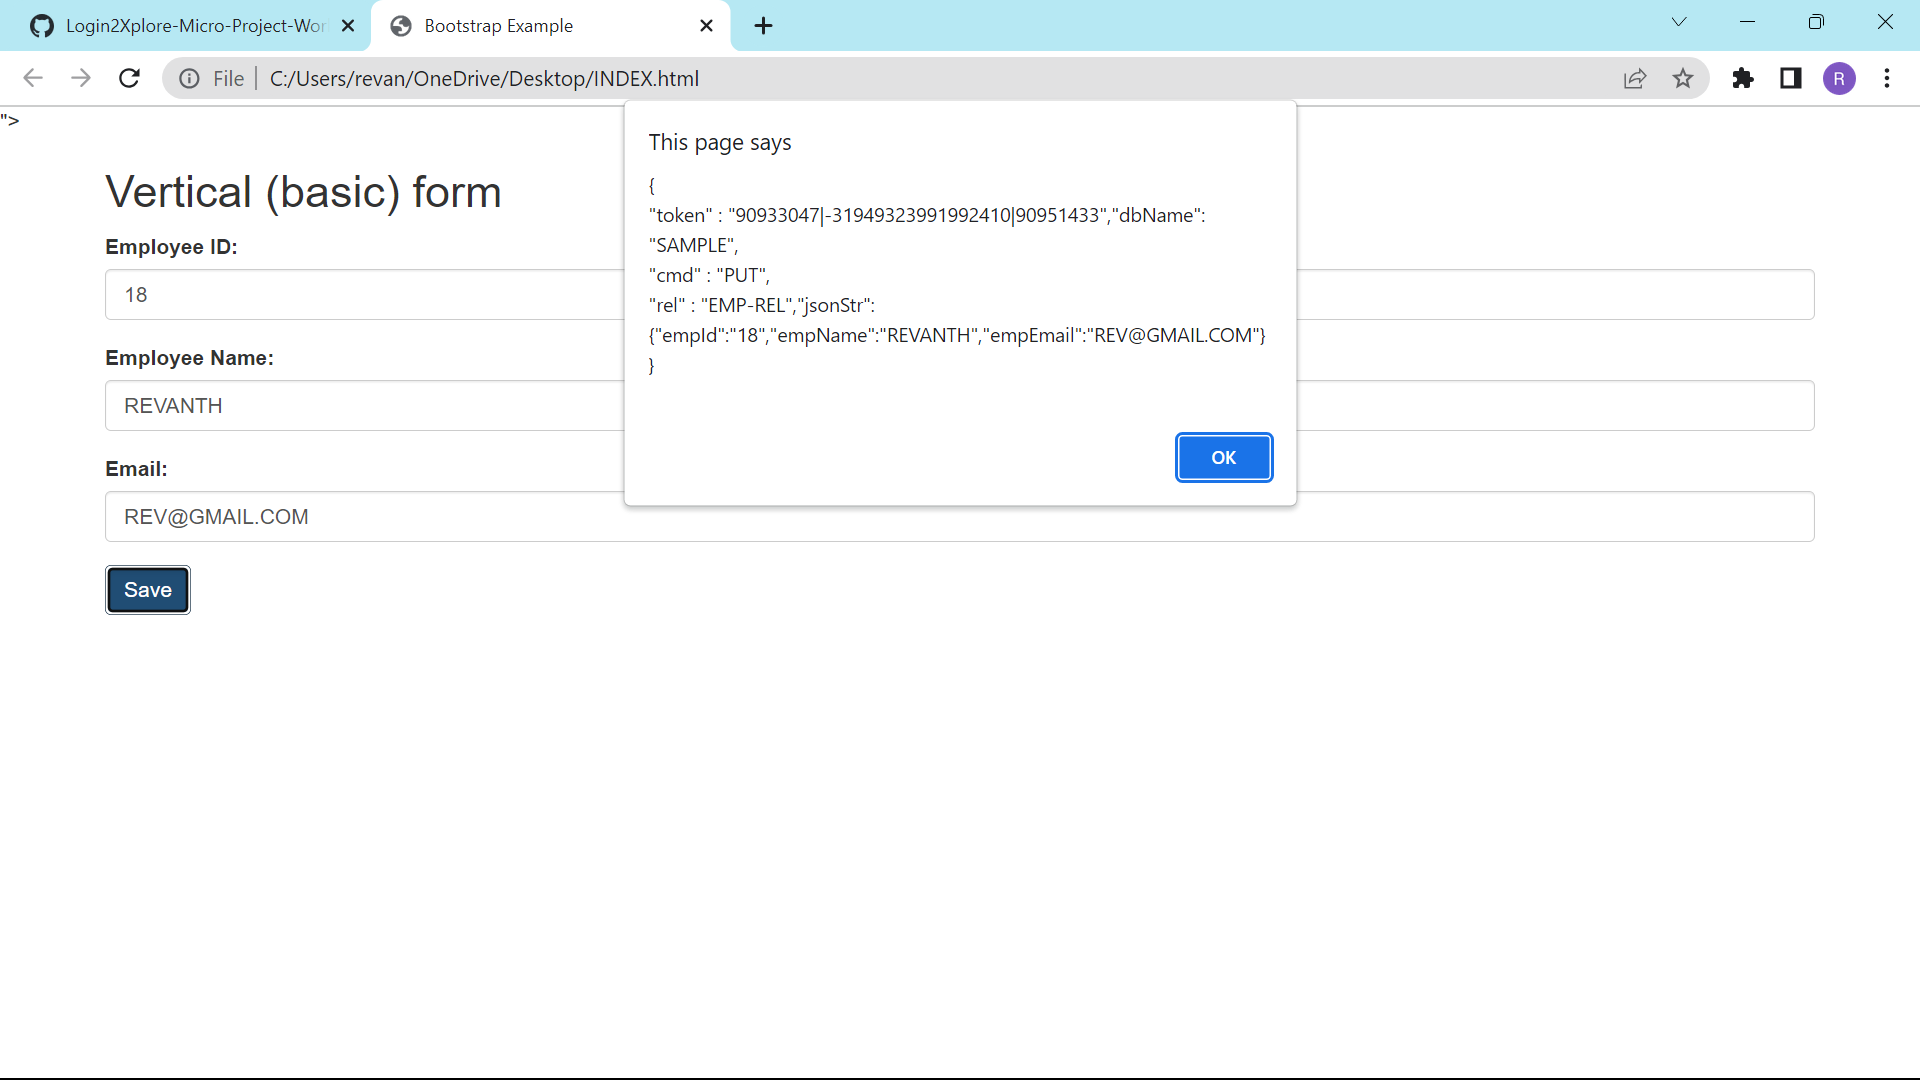 Login2Xplore-Micro-Project-Wor
Bootstrap Example
File
C:/Users/revan/OneDrive/Desktop/INDEX.html
R
">
This page says
{
"token" : "90933047|-31949323991992410|90951433","dbName":
"SAMPLE",
"cmd" : "PUT",
"rel" : "EMP-REL","jsonStr":
{"empId":"18","empName":"REVANTH","empEmail":"REV@GMAIL.COM"}
}
OK
Vertical (basic) form
Employee ID:
18
Employee Name:
REVANTH
Email:
REV@GMAIL.COM
Save